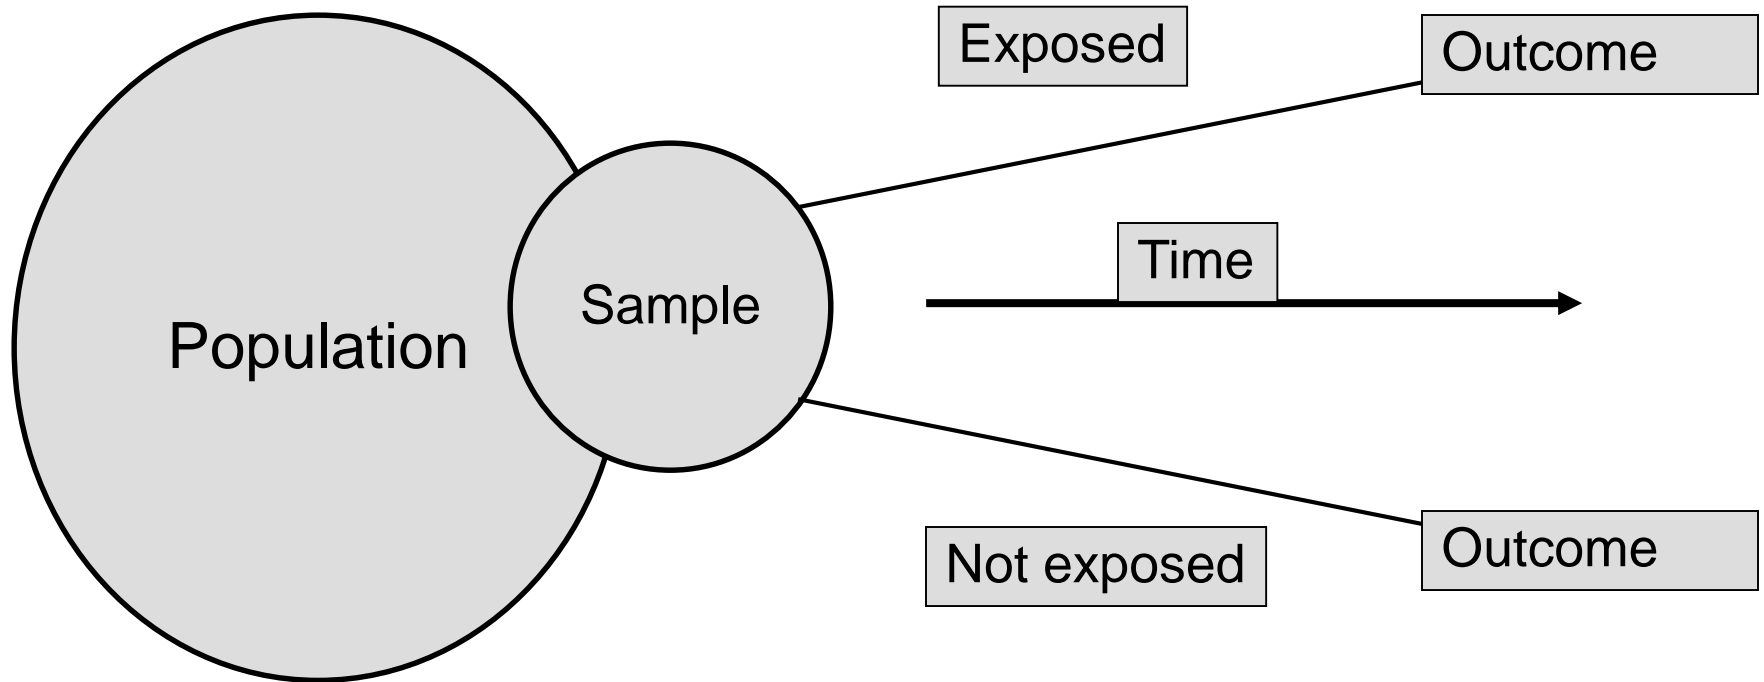 Population
Sample
Exposed
Outcome
Time
Not exposed
Outcome